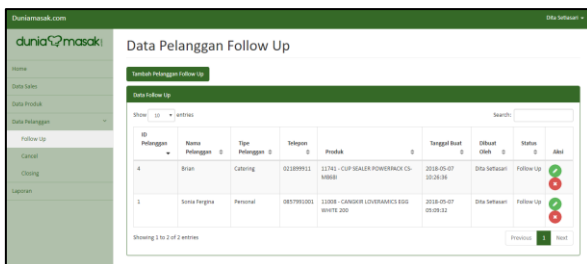 Duniamasak.com
Dita Setiasari
dunia masak
Data Pelanggan Follow Up
Home
Data Sales
Data Produk
Data Pelanggan
Follow Up
Cancel
Closing
Laporan
Tambah Pelanggan Follow Up
Data Follow Up
Show 10 entries
Search:
ID Pelanggan
Nama Pelanggan
Tipe Pelanggan
Telepon
Produk
Tanggal Buat
Dibuat Oleh
Status
Aksi
4 Brian Catering 021899911 11741 - CUP SEALER POWERPACK CS-M868I 2018-05-07 10:26:36 Dita Setiasari Follow Up
1 Sonia Fergina Personal 0857991001 11008 - CANGKIR LOVERAMICS EGG WHITE 200 2018-05-07 09:09:32 Dita Setiasari Follow Up
Showing 1 to 2 of 2 entries
Previous 1 Next